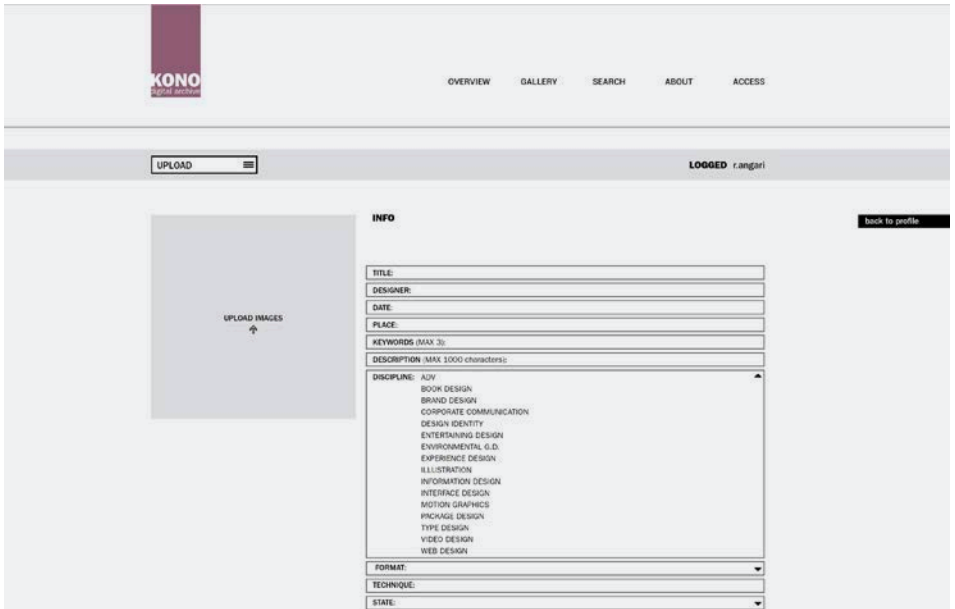 KONO
digital archive
OVERVIEW GALLERY SEARCH ABOUT ACCESS
UPLOAD
LOGGED r.angari
INFO
back to profile
UPLOAD IMAGES
TITLE:
DESIGNER:
DATE:
PLACE:
KEYWORDS (MAX 3):
DESCRIPTION (MAX 1000 characters):
DISCIPLINE: ADV
BOOK DESIGN
BRAND DESIGN
CORPORATE COMMUNICATION
DESIGN IDENTITY
ENTERTAINING DESIGN
ENVIRONMENTAL G.D.
EXPERIENCE DESIGN
ILLUSTRATION
INFORMATION DESIGN
INTERFACE DESIGN
MOTION GRAPHICS
PACKAGE DESIGN
TYPE DESIGN
VIDEO DESIGN
WEB DESIGN
FORMAT:
TECHNIQUE:
STATE: